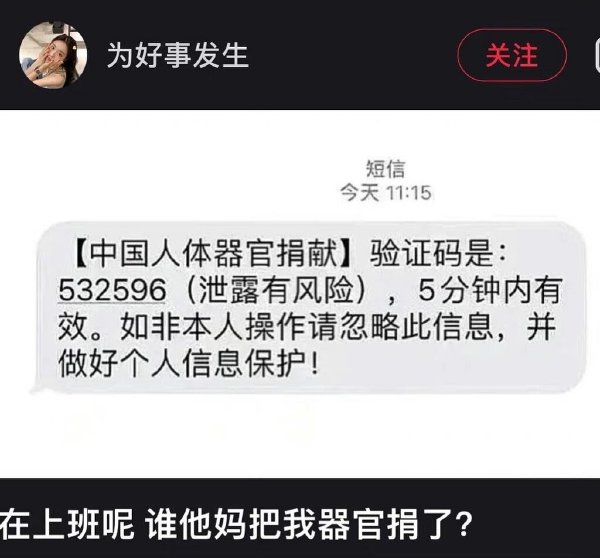 为好事发生
关注
短信
今天 11:15
【中国人体器官捐献】验证码是：
532596（泄露有风险），5分钟内有
效。如非本人操作请忽略此信息，并
做好个人信息保护！
在上班呢 谁他妈把我器官捐了？